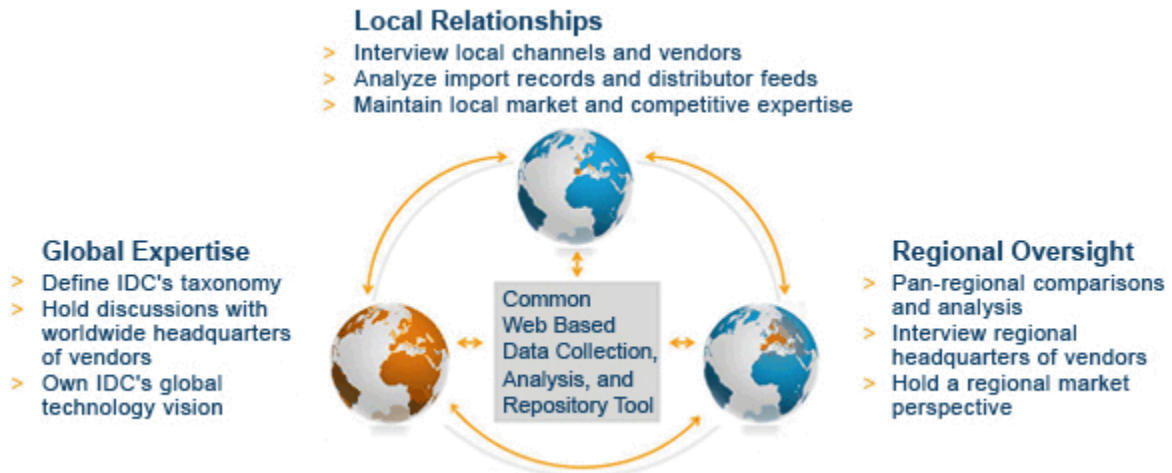 Local Relationships
> Interview local channels and vendors
> Analyze import records and distributor feeds
> Maintain local market and competitive expertise
Global Expertise
> Define IDC's taxonomy
> Hold discussions with
worldwide headquarters
of vendors
> Own IDC's global
technology vision
Common
Web Based
Data Collection,
Analysis, and
Repository Tool
Regional Oversight
> Pan-regional comparisons
and analysis
> Interview regional
headquarters of vendors
> Hold a regional market
perspective